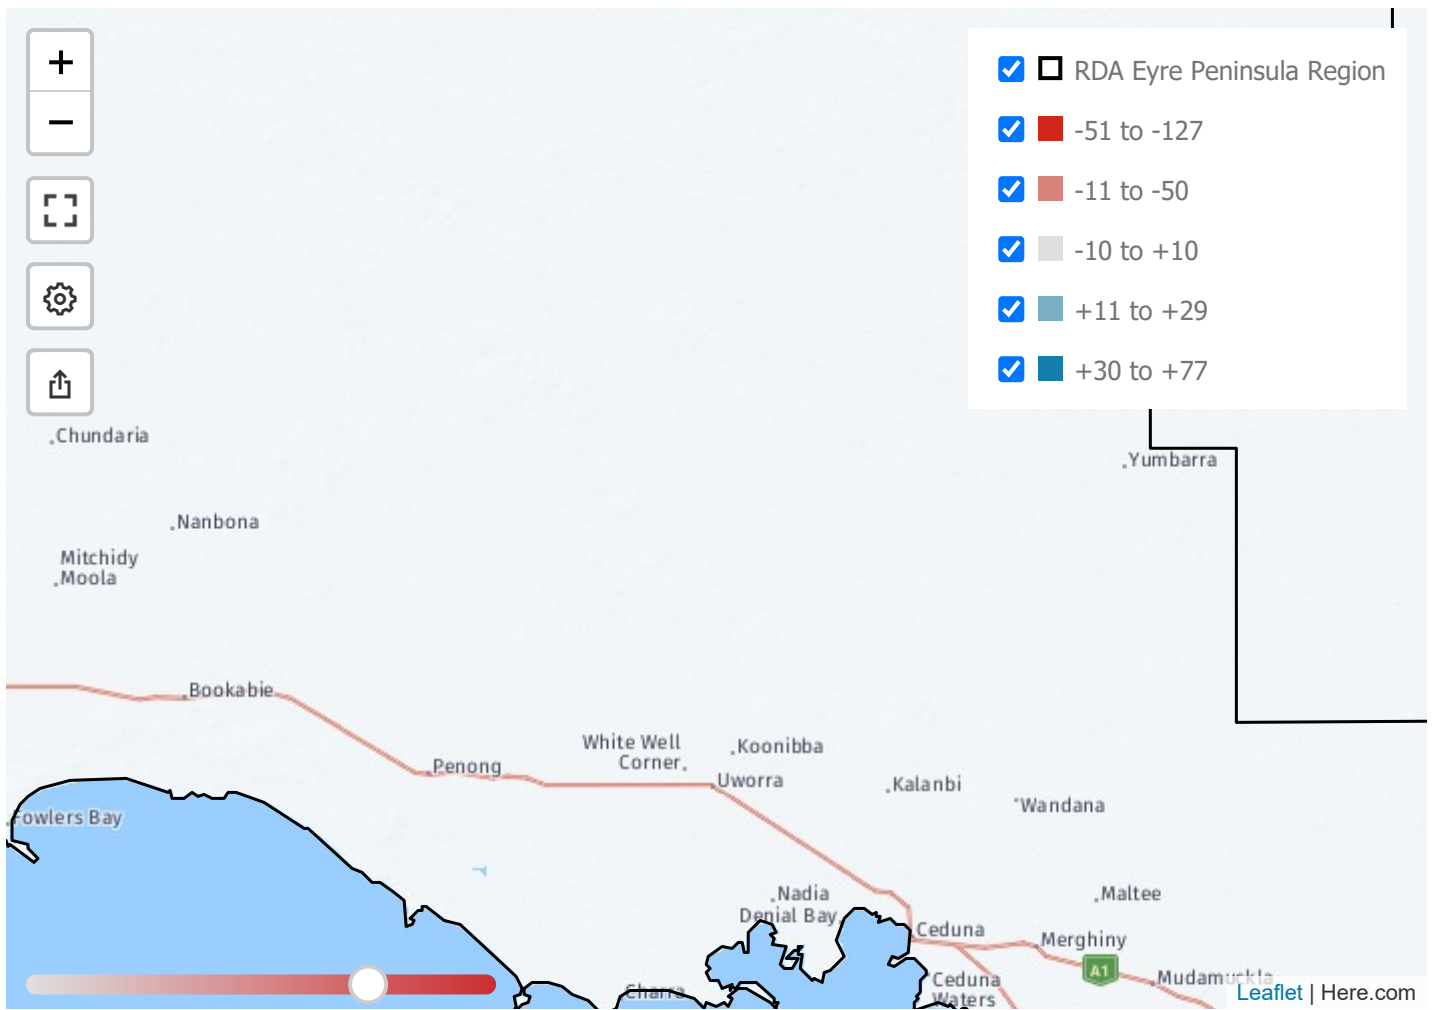 +
−
RDA Eyre Peninsula Region
-51 to -127
-11 to -50
-10 to +10
+11 to +29
+30 to +77
Chundaria
Yumbarra
Nanbona
Mitchidy
Moola
Bookabie
White Well
Corner
Koonibba
Penong
Uworra
Kalanbi
Wandana
Fowlers Bay
Nadia
Maltee
Denial Bay
Ceduna
Merghiny
A1
Mudamuckla
Ceduna
Waters
Charra
Leaflet | Here.com